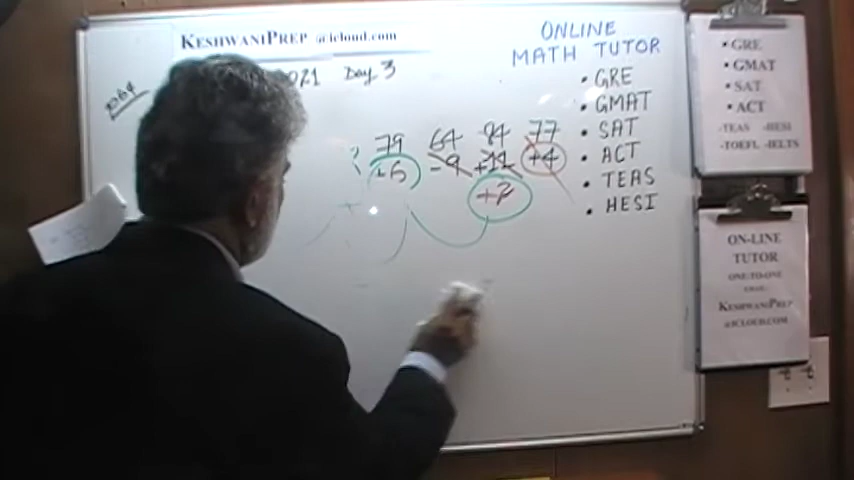 KESHWANIPREP @icloud.com
2021 Day 3
? 79 64 84 77
+6 -9 +11 +4
+2
ONLINE
MATH TUTOR
• GRE
• GMAT
• SAT
• ACT
• TEAS
• HESI
• GRE
• GMAT
• SAT
• ACT
-TEAS -HESI
-TOEFL -IELTS
ON-LINE
TUTOR
ONE-TO-ONE
KESHWANIPREP
@ICLOUD.COM